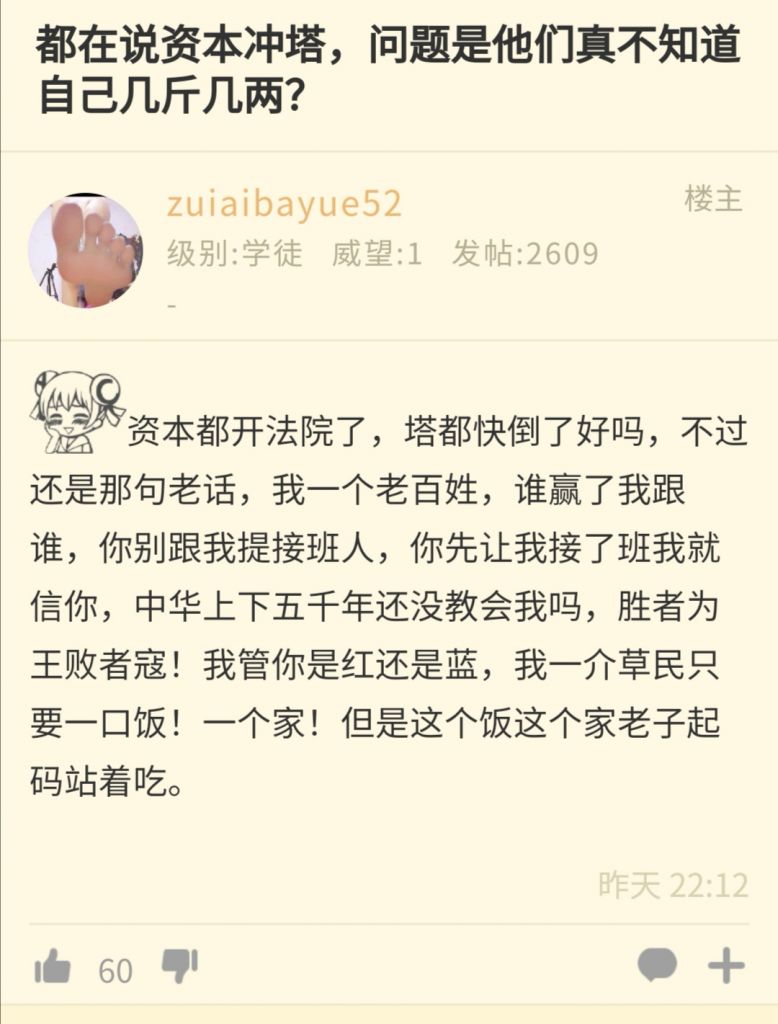 都在说资本冲塔，问题是他们真不知道
自己几斤几两？
zuiaibayue52
楼主
级别:学徒 威望:1 发帖:2609
-
资本都开法院了，塔都快倒了好吗，不过
还是那句老话，我一个老百姓，谁赢了我跟
谁，你别跟我提接班人，你先让我接了班我就
信你，中华上下五千年还没教会我吗，胜者为
王败者寇！我管你是红还是蓝，我一介草民只
要一口饭！一个家！但是这个饭这个家老子起
码站着吃。
昨天 22:12
60